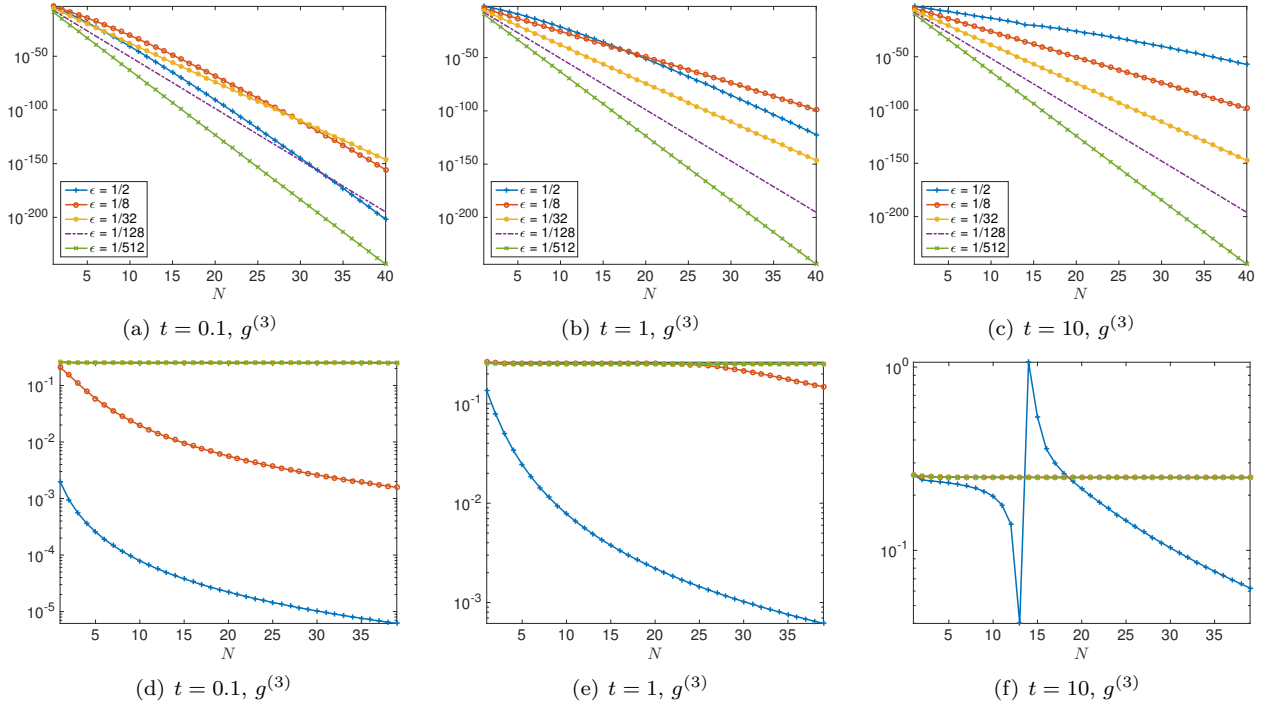 10^{-50}
10^{-100}
10^{-150}
10^{-200}
ϵ = 1/2
ϵ = 1/8
ϵ = 1/32
ϵ = 1/128
ϵ = 1/512
5 10 15 20 25 30 35 40
N
(a) t = 0.1, g^{(3)}
10^{-50}
10^{-100}
10^{-150}
10^{-200}
ϵ = 1/2
ϵ = 1/8
ϵ = 1/32
ϵ = 1/128
ϵ = 1/512
5 10 15 20 25 30 35 40
N
(b) t = 1, g^{(3)}
10^{-50}
10^{-100}
10^{-150}
10^{-200}
ϵ = 1/2
ϵ = 1/8
ϵ = 1/32
ϵ = 1/128
ϵ = 1/512
5 10 15 20 25 30 35 40
N
(c) t = 10, g^{(3)}
10^{-1}
10^{-2}
10^{-3}
10^{-4}
10^{-5}
5 10 15 20 25 30 35
N
(d) t = 0.1, g^{(3)}
10^{-1}
10^{-2}
10^{-3}
5 10 15 20 25 30 35
N
(e) t = 1, g^{(3)}
10^{0}
10^{-1}
5 10 15 20 25 30 35
N
(f) t = 10, g^{(3)}